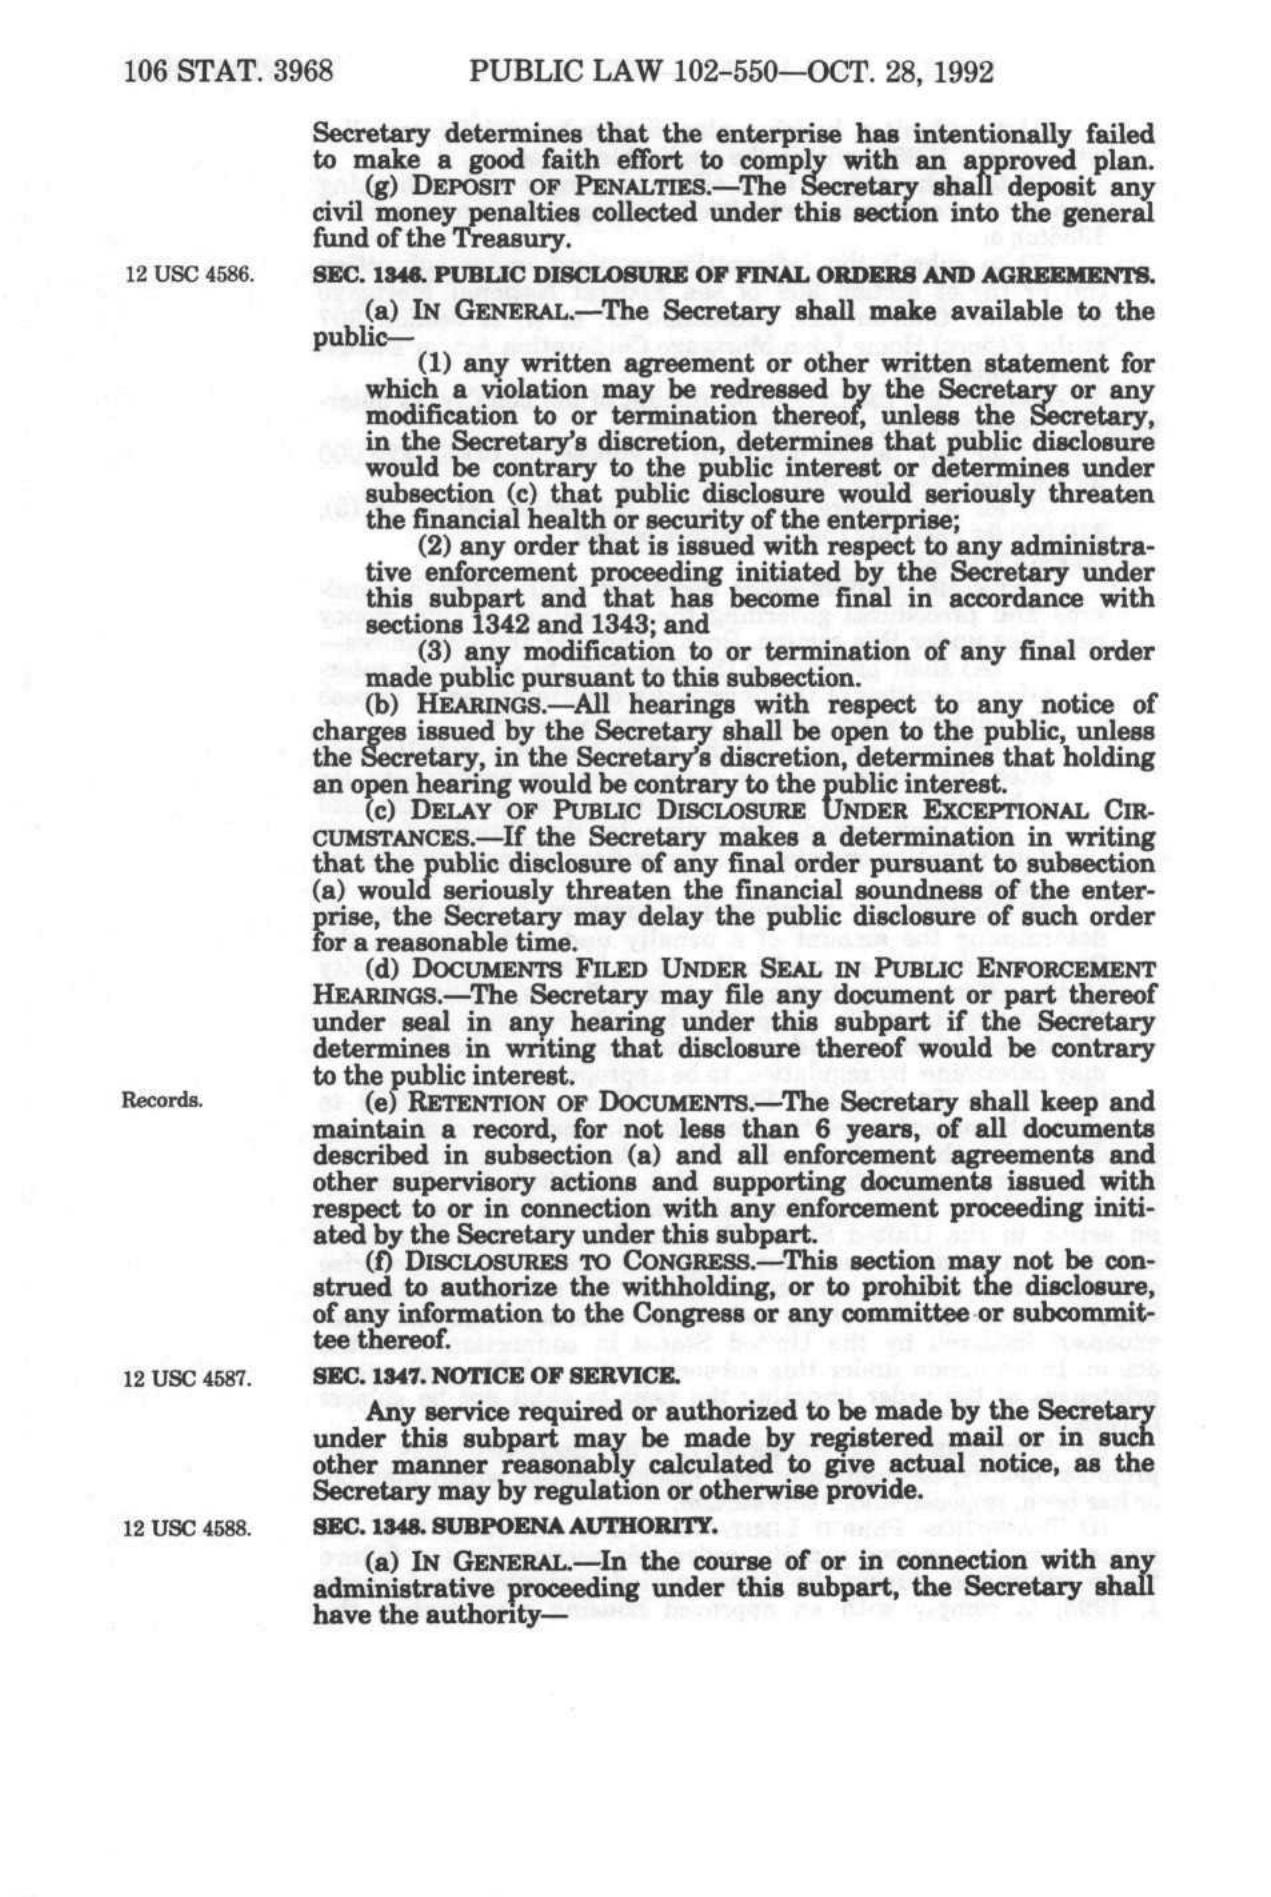 106 STAT. 3968 PUBLIC LAW 102-550—OCT. 28, 1992
Secretary determines that the enterprise has intentionally failed
to make a good faith effort to comply with an approved plan.
(g) DEPOSIT OF PENALTIES.—The Secretary shall deposit any
civil money penalties collected under this section into the general
fund of the Treasury.
12 USC 4586. SEC. 1346. PUBLIC DISCLOSURE OF FINAL ORDERS AND AGREEMENTS.
(a) IN GENERAL.—The Secretary shall make available to the
public—
(1) any written agreement or other written statement for
which a violation may be redressed by the Secretary or any
modification to or termination thereof, unless the Secretary,
in the Secretary's discretion, determines that public disclosure
would be contrary to the public interest or determines under
subsection (c) that public disclosure would seriously threaten
the financial health or security of the enterprise;
(2) any order that is issued with respect to any administra-
tive enforcement proceeding initiated by the Secretary under
this subpart and that has become final in accordance with
sections 1342 and 1343; and
(3) any modification to or termination of any final order
made public pursuant to this subsection.
(b) HEARINGS.—All hearings with respect to any notice of
charges issued by the Secretary shall be open to the public, unless
the Secretary, in the Secretary's discretion, determines that holding
an open hearing would be contrary to the public interest.
(c) DELAY OF PUBLIC DISCLOSURE UNDER EXCEPTIONAL CIR-
CUMSTANCES.—If the Secretary makes a determination in writing
that the public disclosure of any final order pursuant to subsection
(a) would seriously threaten the financial soundness of the enter-
prise, the Secretary may delay the public disclosure of such order
for a reasonable time.
(d) DOCUMENTS FILED UNDER SEAL IN PUBLIC ENFORCEMENT
HEARINGS.—The Secretary may file any document or part thereof
under seal in any hearing under this subpart if the Secretary
determines in writing that disclosure thereof would be contrary
to the public interest.
Records. (e) RETENTION OF DOCUMENTS.—The Secretary shall keep and
maintain a record, for not less than 6 years, of all documents
described in subsection (a) and all enforcement agreements and
other supervisory actions and supporting documents issued with
respect to or in connection with any enforcement proceeding initi-
ated by the Secretary under this subpart.
(f) DISCLOSURES TO CONGRESS.—This section may not be con-
strued to authorize the withholding, or to prohibit the disclosure,
of any information to the Congress or any committee or subcommit-
tee thereof.
12 USC 4587. SEC. 1347. NOTICE OF SERVICE.
Any service required or authorized to be made by the Secretary
under this subpart may be made by registered mail or in such
other manner reasonably calculated to give actual notice, as the
Secretary may by regulation or otherwise provide.
12 USC 4588. SEC. 1348. SUBPOENA AUTHORITY.
(a) IN GENERAL.—In the course of or in connection with any
administrative proceeding under this subpart, the Secretary shall
have the authority—